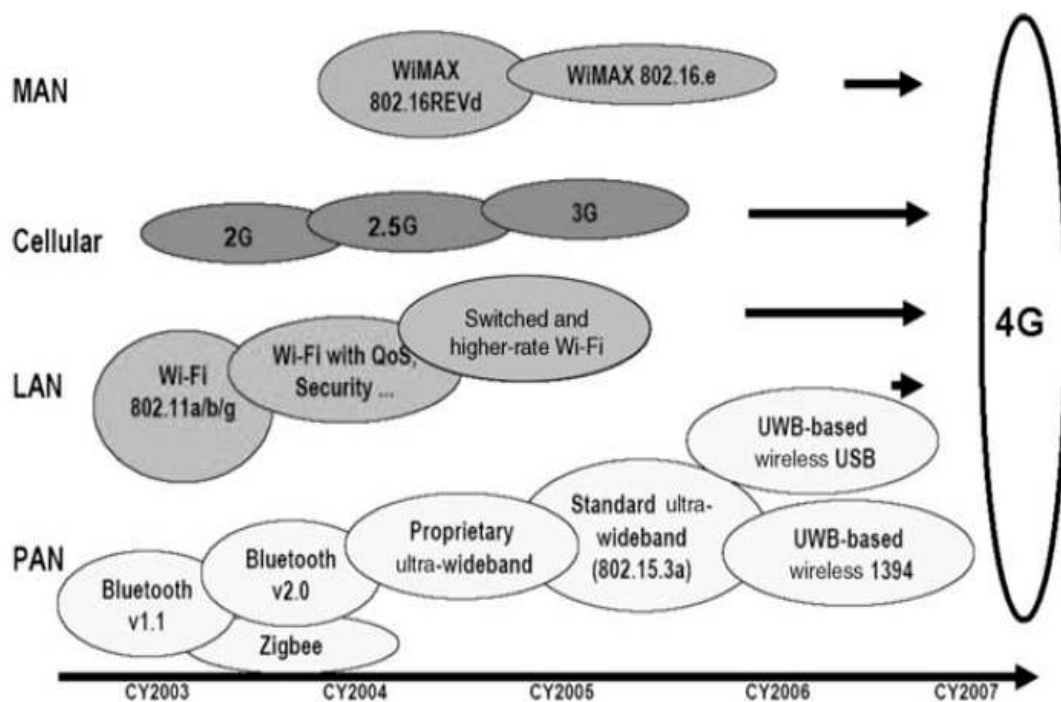 MAN
WiMAX
802.16REVd
WiMAX 802.16.e
Cellular
2G
2.5G
3G
4G
LAN
Wi-Fi
802.11a/b/g
Wi-Fi with QoS,
Security ...
Switched and
higher-rate Wi-Fi
UWB-based
wireless USB
PAN
Bluetooth
v1.1
Bluetooth
v2.0
Zigbee
Proprietary
ultra-wideband
Standard ultra-
wideband
(802.15.3a)
UWB-based
wireless 1394
CY2003
CY2004
CY2005
CY2006
CY2007